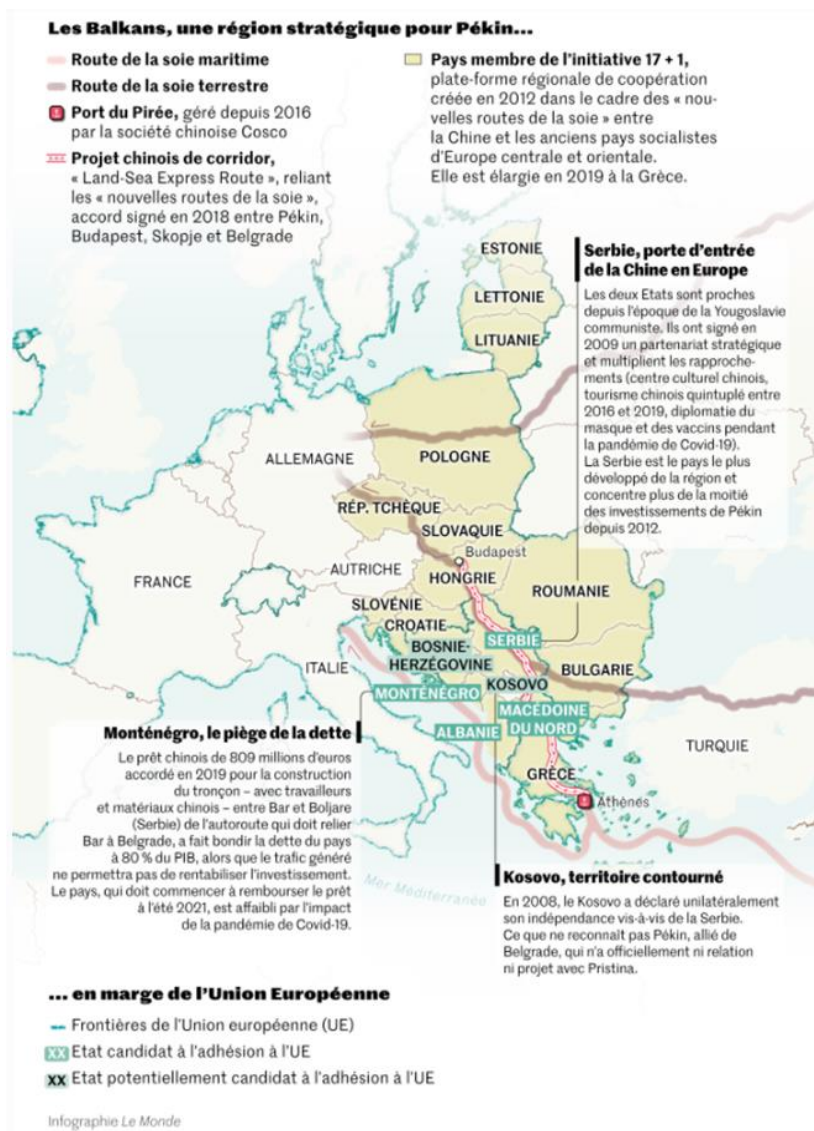 Les Balkans, une région stratégique pour Pékin...
Route de la soie maritime
Route de la soie terrestre
Port du Pirée, géré depuis 2016
par la société chinoise Cosco
Projet chinois de corridor,
« Land-Sea Express Route », reliant
les « nouvelles routes de la soie »,
accord signé en 2018 entre Pékin,
Budapest, Skopje et Belgrade
Pays membre de l'initiative 17 + 1,
plate-forme régionale de coopération
créée en 2012 dans le cadre des « nou-
velles routes de la soie » entre
la Chine et les anciens pays socialistes
d'Europe centrale et orientale.
Elle est élargie en 2019 à la Grèce.
ESTONIE
LETTONIE
LITUANIE
Serbie, porte d'entrée
de la Chine en Europe
Les deux Etats sont proches
depuis l'époque de la Yougoslavie
communiste. Ils ont signé en
2009 un partenariat stratégique
et multiplient les rapproche-
ments (centre culturel chinois,
tourisme chinois quintuplé entre
2016 et 2019, diplomatie du
masque et des vaccins pendant
la pandémie de Covid-19).
La Serbie est le pays le plus
développé de la région et
concentre plus de la moitié
des investissements de Pékin
depuis 2012.
ALLEMAGNE
POLOGNE
RÉP. TCHÈQUE
SLOVAQUIE
Budapest
AUTRICHE
FRANCE
HONGRIE
ROUMANIE
SLOVÉNIE
CROATIE
SERBIE
BOSNIE-
HERZÉGOVINE
ITALIE
BULGARIE
KOSOVO
MONTÉNÉGRO
MACÉDOINE
DU NORD
ALBANIE
TURQUIE
GRÈCE
Athènes
Monténégro, le piège de la dette
Le prêt chinois de 809 millions d'euros
accordé en 2019 pour la construction
du tronçon – avec travailleurs
et matériaux chinois – entre Bar et Boljare
(Serbie) de l'autoroute qui doit relier
Bar à Belgrade, a fait bondir la dette du pays
à 80 % du PIB, alors que le trafic généré
ne permettra pas de rentabiliser l'investissement.
Le pays, qui doit commencer à rembourser le prêt
à l'été 2021, est affaibli par l'impact
de la pandémie de Covid-19.
Mer Méditerranée
Kosovo, territoire contourné
En 2008, le Kosovo a déclaré unilatéralement
son indépendance vis-à-vis de la Serbie.
Ce que ne reconnaît pas Pékin, allié de
Belgrade, qui n'a officiellement ni relation
ni projet avec Pristina.
... en marge de l'Union Européenne
Frontières de l'Union européenne (UE)
XX Etat candidat à l'adhésion à l'UE
XX Etat potentiellement candidat à l'adhésion à l'UE
Infographie Le Monde